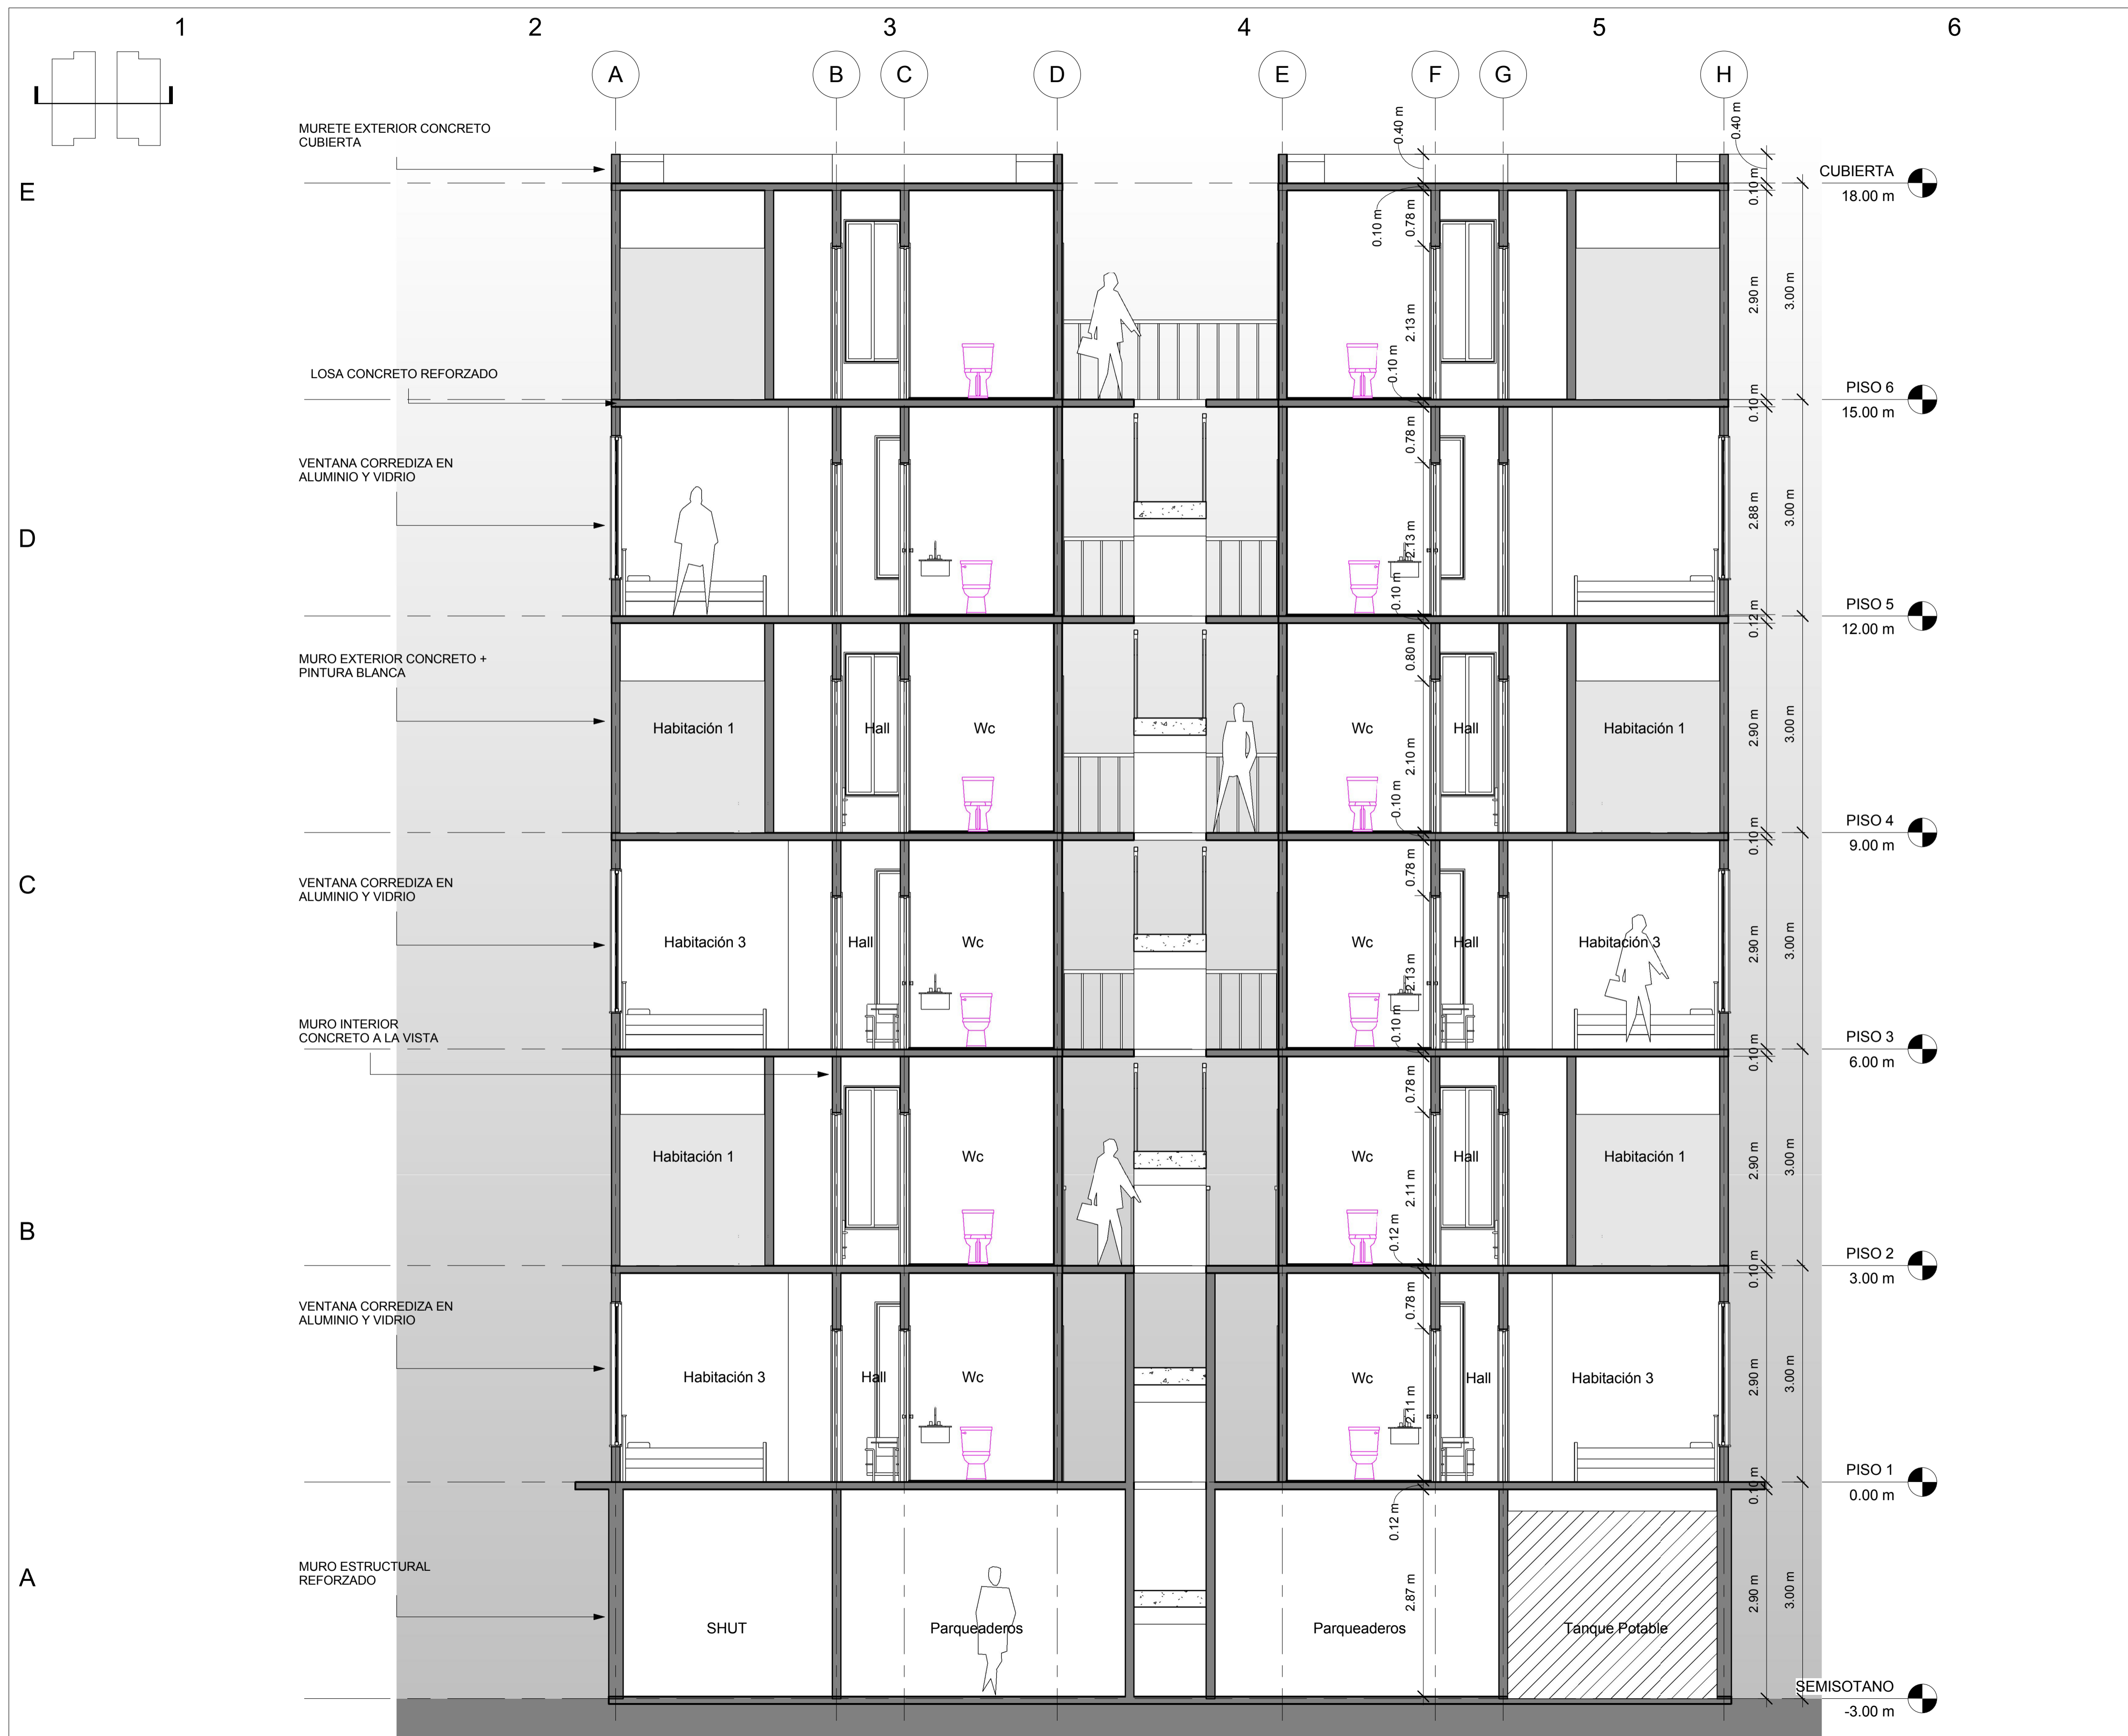 1 2 3 4 5 6
A B C D E F G H
MURETE EXTERIOR CONCRETO
CUBIERTA
0.40 m
0.40 m
E
CUBIERTA
18.00 m
0.10 m
0.10 m
0.78 m
2.90 m
3.00 m
2.13 m
0.10 m
LOSA CONCRETO REFORZADO
PISO 6
15.00 m
0.10 m
0.78 m
VENTANA CORREDIZA EN
ALUMINIO Y VIDRIO
2.88 m
3.00 m
D
2.13 m
0.10 m
PISO 5
12.00 m
0.12 m
0.80 m
MURO EXTERIOR CONCRETO +
PINTURA BLANCA
Habitación 1
Hall
Wc
Wc
Hall
Habitación 1
2.90 m
3.00 m
2.10 m
0.10 m
PISO 4
9.00 m
0.10 m
0.78 m
C
VENTANA CORREDIZA EN
ALUMINIO Y VIDRIO
Habitación 3
Hall
Wc
Wc
Hall
Habitación 3
2.90 m
3.00 m
2.13 m
0.10 m
MURO INTERIOR
CONCRETO A LA VISTA
PISO 3
6.00 m
0.10 m
0.78 m
Habitación 1
Wc
Wc
Hall
Habitación 1
2.90 m
3.00 m
2.11 m
B
0.12 m
PISO 2
3.00 m
0.10 m
0.78 m
VENTANA CORREDIZA EN
ALUMINIO Y VIDRIO
Habitación 3
Hall
Wc
Wc
Hall
Habitación 3
2.90 m
3.00 m
2.11 m
PISO 1
0.00 m
0.10 m
0.12 m
MURO ESTRUCTURAL
REFORZADO
A
2.87 m
2.90 m
3.00 m
SHUT
Parqueaderos
Parqueaderos
Tanque Potable
SEMISOTANO
-3.00 m